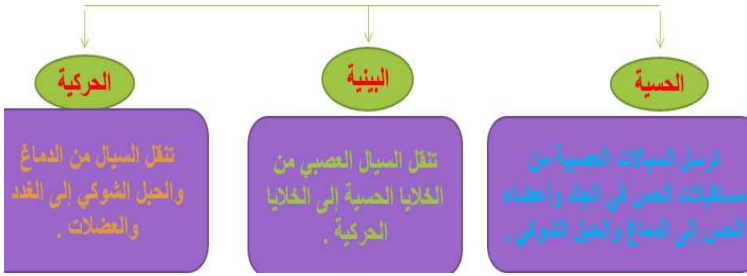 الحسية
ترسل السيالات العصبية من
مستقبلات الحس في الجلد وأعضاء
الحس إلى الدماغ والحبل الشوكي .
البينية
تنقل السيال العصبي من
الخلايا الحسية إلى الخلايا
الحركية .
الحركية
تنقل السيال من الدماغ
والحبل الشوكي إلى الغدد
والعضلات .